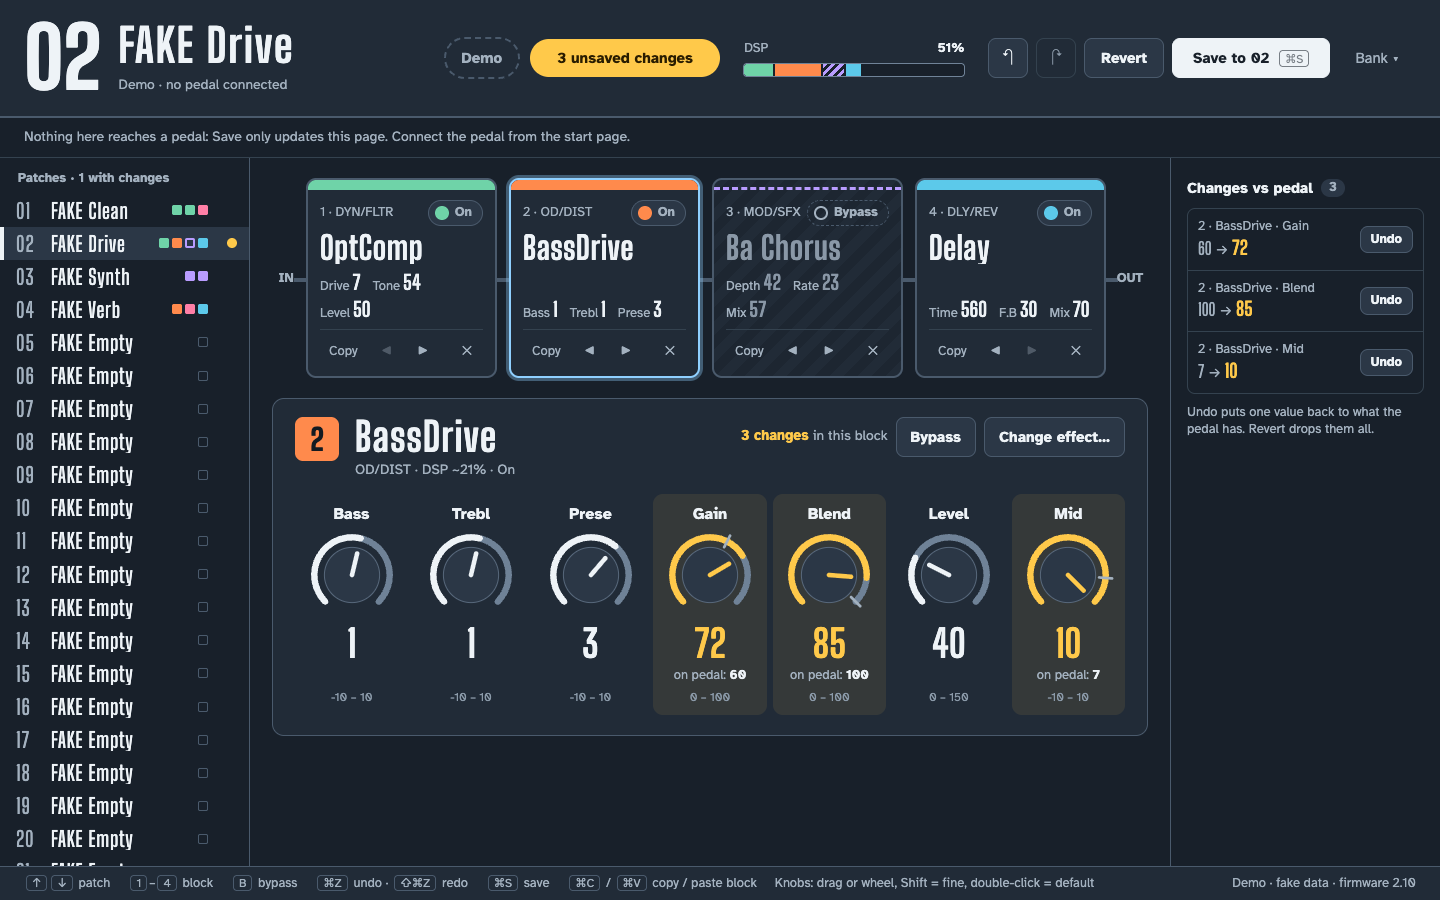 02 FAKE Drive
Demo · no pedal connected
Demo
3 unsaved changes
DSP 51%
Revert
Save to 02 ⌘S
Bank ▾
Nothing here reaches a pedal: Save only updates this page. Connect the pedal from the start page.
Patches · 1 with changes
01 FAKE Clean
02 FAKE Drive
03 FAKE Synth
04 FAKE Verb
05 FAKE Empty
06 FAKE Empty
07 FAKE Empty
08 FAKE Empty
09 FAKE Empty
10 FAKE Empty
11 FAKE Empty
12 FAKE Empty
13 FAKE Empty
14 FAKE Empty
15 FAKE Empty
16 FAKE Empty
17 FAKE Empty
18 FAKE Empty
19 FAKE Empty
20 FAKE Empty
IN
1 · DYN/FLTR On
OptComp
Drive 7 Tone 54
Level 50
Copy ◀ ▶ ✕
2 · OD/DIST On
BassDrive
Bass 1 Trebl 1 Prese 3
Copy ◀ ▶ ✕
3 · MOD/SFX Bypass
Ba Chorus
Depth 42 Rate 23
Mix 57
Copy ◀ ▶ ✕
4 · DLY/REV On
Delay
Time 560 F.B 30 Mix 70
Copy ◀ ▶ ✕
OUT
2 BassDrive
OD/DIST · DSP ~21% · On
3 changes in this block
Bypass
Change effect...
Bass Trebl Prese Gain Blend Level Mid
1 1 3 72 85 40 10
on pedal: 60 on pedal: 100 on pedal: 7
-10 – 10 -10 – 10 -10 – 10 0 – 100 0 – 100 0 – 150 -10 – 10
Changes vs pedal 3
2 · BassDrive · Gain
60 → 72
Undo
2 · BassDrive · Blend
100 → 85
Undo
2 · BassDrive · Mid
7 → 10
Undo
Undo puts one value back to what the
pedal has. Revert drops them all.
↑ ↓ patch 1 – 4 block B bypass ⌘Z undo · ⇧⌘Z redo ⌘S save ⌘C / ⌘V copy / paste block Knobs: drag or wheel, Shift = fine, double-click = default
Demo · fake data · firmware 2.10